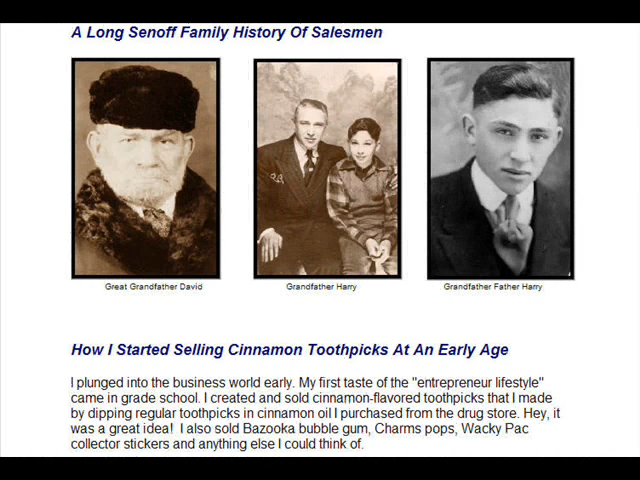 A Long Senoff Family History Of Salesmen
Great Grandfather David
Grandfather Harry
Grandfather Father Harry
How I Started Selling Cinnamon Toothpicks At An Early Age
I plunged into the business world early. My first taste of the "entrepreneur lifestyle"
came in grade school. I created and sold cinnamon-flavored toothpicks that I made
by dipping regular toothpicks in cinnamon oil I purchased from the drug store. Hey, it
was a great idea!  I also sold Bazooka bubble gum, Charms pops, Wacky Pac
collector stickers and anything else I could think of.